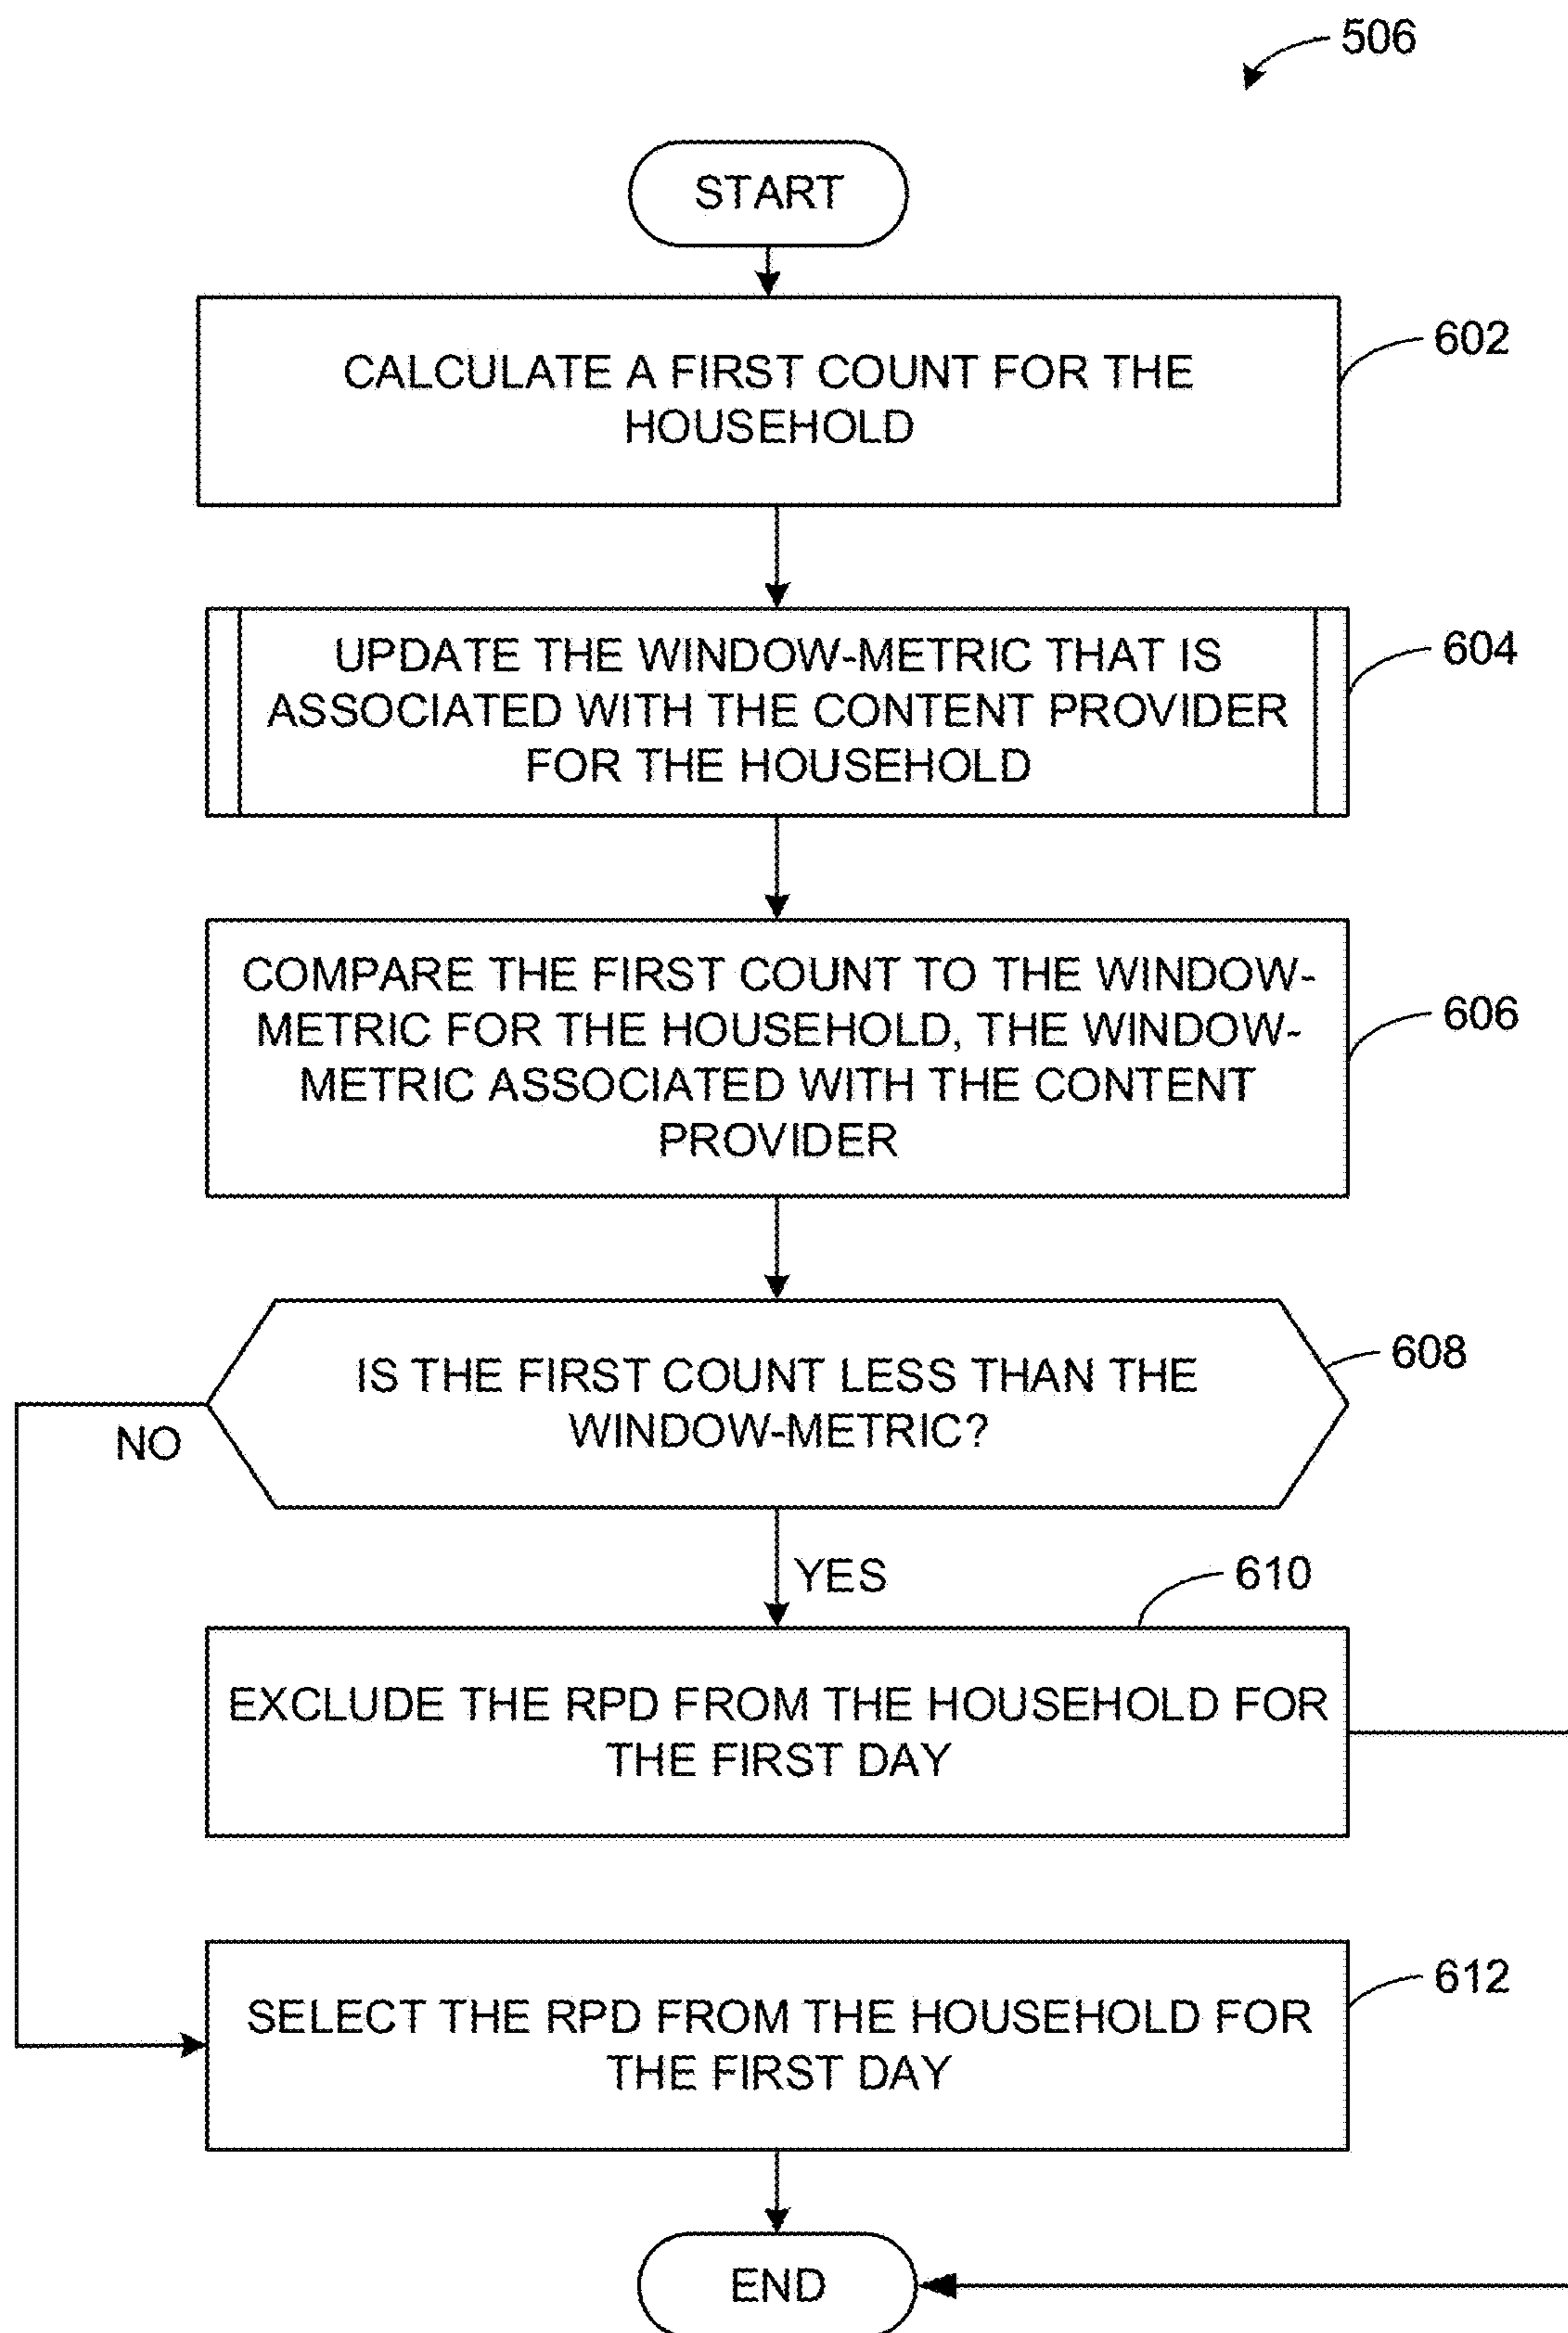 506
START
CALCULATE A FIRST COUNT FOR THE
HOUSEHOLD
602
UPDATE THE WINDOW-METRIC THAT IS
ASSOCIATED WITH THE CONTENT PROVIDER
FOR THE HOUSEHOLD
604
COMPARE THE FIRST COUNT TO THE WINDOW-
METRIC FOR THE HOUSEHOLD, THE WINDOW-
METRIC ASSOCIATED WITH THE CONTENT
PROVIDER
606
IS THE FIRST COUNT LESS THAN THE
WINDOW-METRIC?
608
NO
YES
610
EXCLUDE THE RPD FROM THE HOUSEHOLD FOR
THE FIRST DAY
SELECT THE RPD FROM THE HOUSEHOLD FOR
THE FIRST DAY
612
END